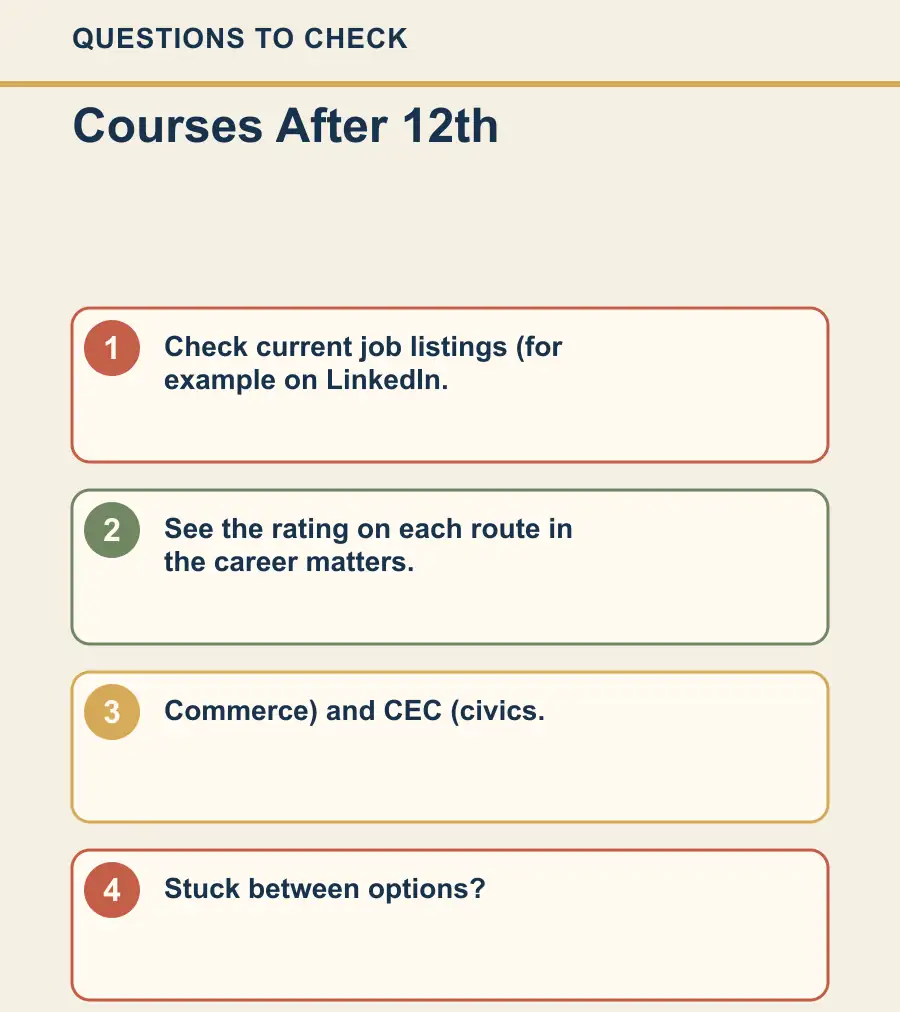 QUESTIONS TO CHECK
Courses After 12th
1
Check current job listings (for
example on LinkedIn.
2
See the rating on each route in
the career matters.
3
Commerce) and CEC (civics.
4
Stuck between options?